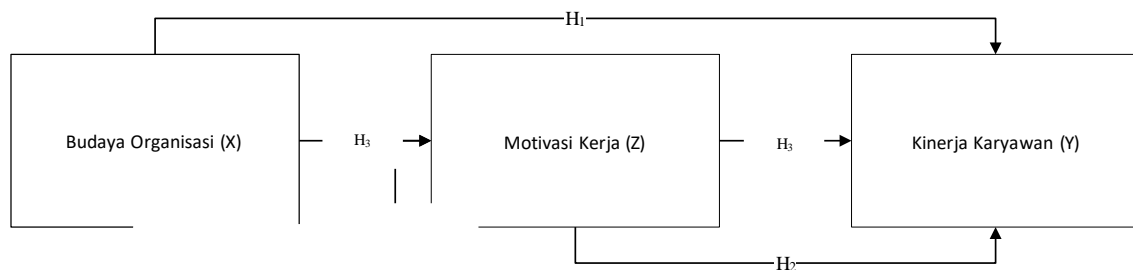 H₁
Budaya Organisasi (X)
H₃
Motivasi Kerja (Z)
H₃
Kinerja Karyawan (Y)
H₂